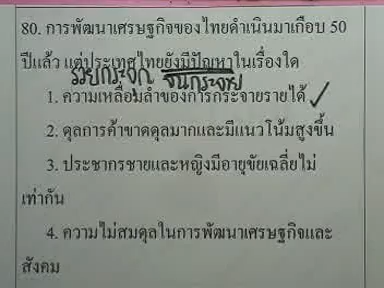 80. การพัฒนาเศรษฐกิจของไทยดำเนินมาเกือบ 50
ปีแล้ว แต่ประเทศไทยยังมีปัญหาในเรื่องใด
รวยกระจุก จนกระจาย
1. ความเหลื่อมล้ำของการกระจายรายได้
2. ดุลการค้าขาดดุลมากและมีแนวโน้มสูงขึ้น
3. ประชากรชายและหญิงมีอายุขัยเฉลี่ยไม่
เท่ากัน
4. ความไม่สมดุลในการพัฒนาเศรษฐกิจและ
สังคม